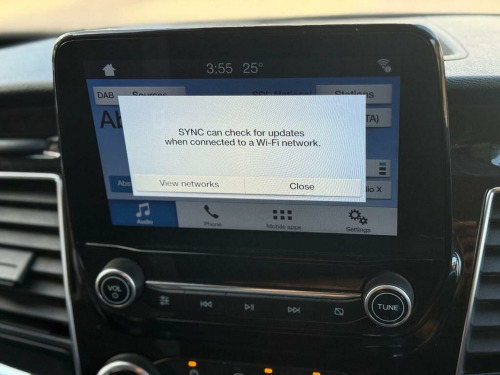 3:55 25°
DAB Sources Stations
SYNC can check for updates
when connected to a Wi-Fi network.
View networks Close
Audio Phone Mobile apps Settings
VOL TUNE